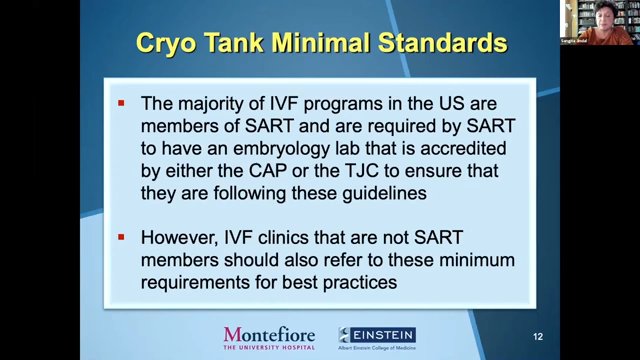 Cryo Tank Minimal Standards
The majority of IVF programs in the US are
members of SART and are required by SART
to have an embryology lab that is accredited
by either the CAP or the TJC to ensure that
they are following these guidelines
However, IVF clinics that are not SART
members should also refer to these minimum
requirements for best practices
Montefiore
THE UNIVERSITY HOSPITAL
EINSTEIN
Albert Einstein College of Medicine
12